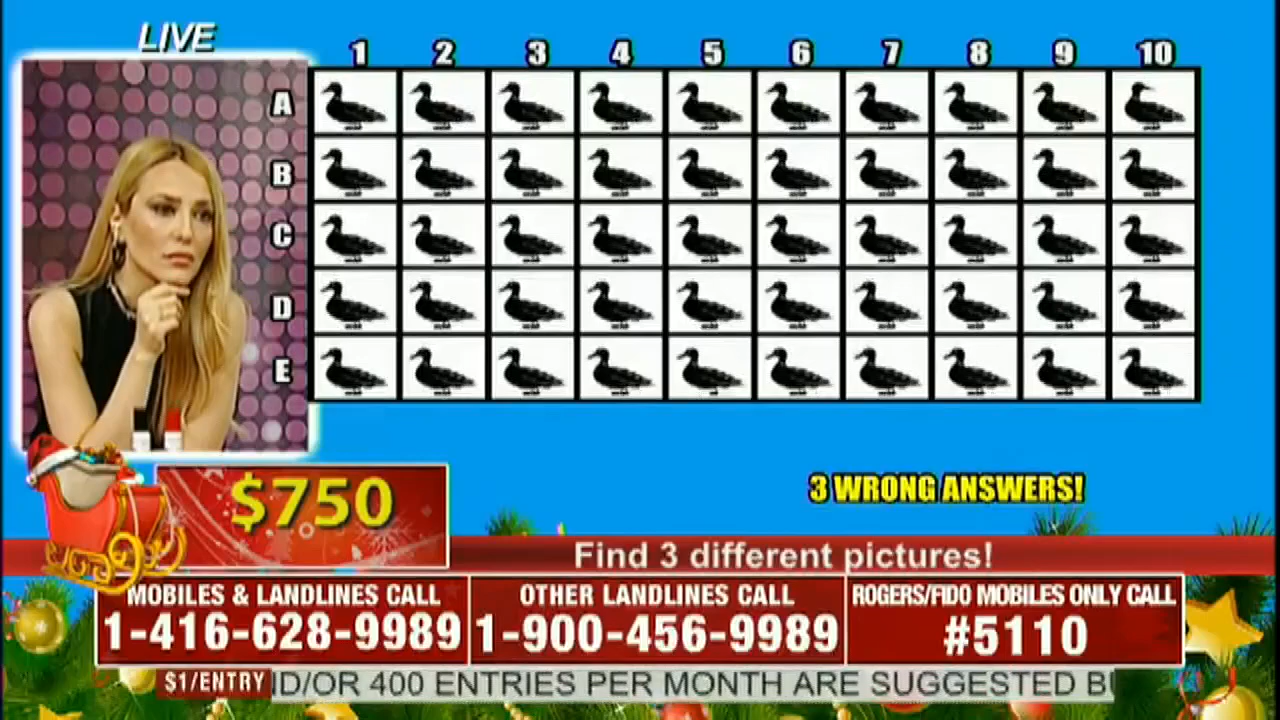 LIVE
1 2 3 4 5 6 7 8 9 10
A
B
C
D
E
3 WRONG ANSWERS!
$750
Find 3 different pictures!
MOBILES & LANDLINES CALL
1-416-628-9989
OTHER LANDLINES CALL
1-900-456-9989
ROGERS/FIDO MOBILES ONLY CALL
#5110
$1/ENTRY
ND/OR 400 ENTRIES PER MONTH ARE SUGGESTED